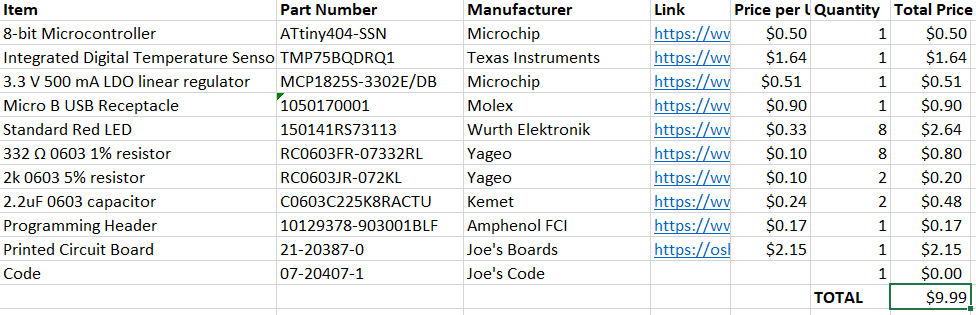 Item Part Number Manufacturer Link Price per U Quantity Total Price
8-bit Microcontroller ATtiny404-SSN Microchip https://wv $0.50 1 $0.50
Integrated Digital Temperature Senso TMP75BQDRQ1 Texas Instruments https://wv $1.64 1 $1.64
3.3 V 500 mA LDO linear regulator MCP1825S-3302E/DB Microchip https://wv $0.51 1 $0.51
Micro B USB Receptacle 1050170001 Molex https://wv $0.90 1 $0.90
Standard Red LED 150141RS73113 Wurth Elektronik https://wv $0.33 8 $2.64
332 Ω 0603 1% resistor RC0603FR-07332RL Yageo https://wv $0.10 8 $0.80
2k 0603 5% resistor RC0603JR-072KL Yageo https://wv $0.10 2 $0.20
2.2uF 0603 capacitor C0603C225K8RACTU Kemet https://wv $0.24 2 $0.48
Programming Header 10129378-903001BLF Amphenol FCI https://wv $0.17 1 $0.17
Printed Circuit Board 21-20387-0 Joe's Boards https://osl $2.15 1 $2.15
Code 07-20407-1 Joe's Code 1 $0.00
TOTAL $9.99